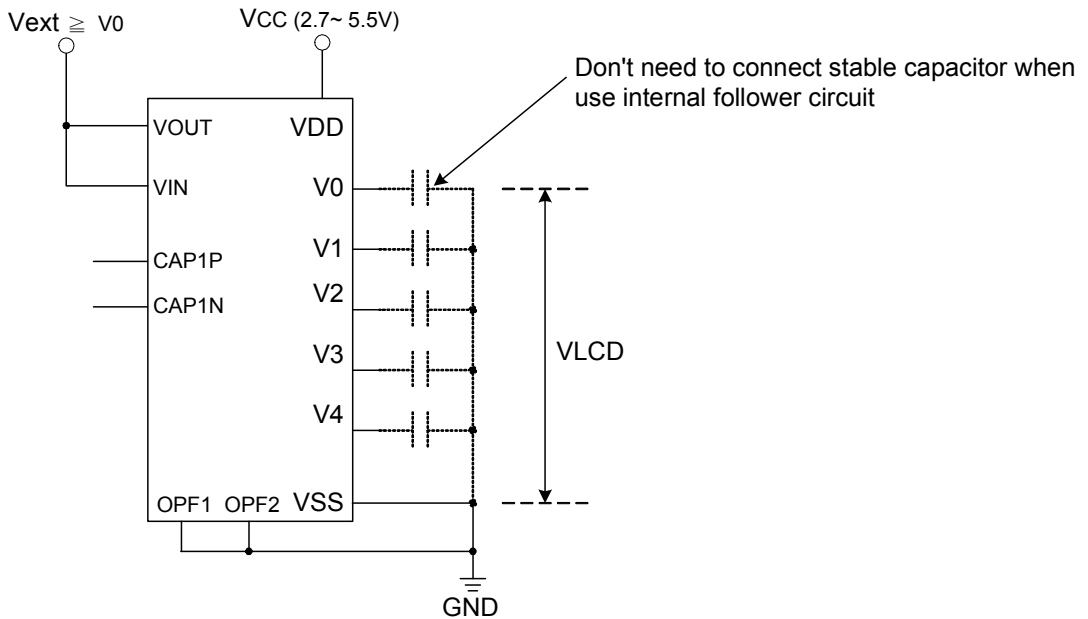 Vext ≧ V0
VCC (2.7~ 5.5V)
Don't need to connect stable capacitor when
use internal follower circuit
VOUT
VDD
VIN
V0
V1
CAP1P
V2
CAP1N
V3
VLCD
V4
OPF1 OPF2 VSS
GND